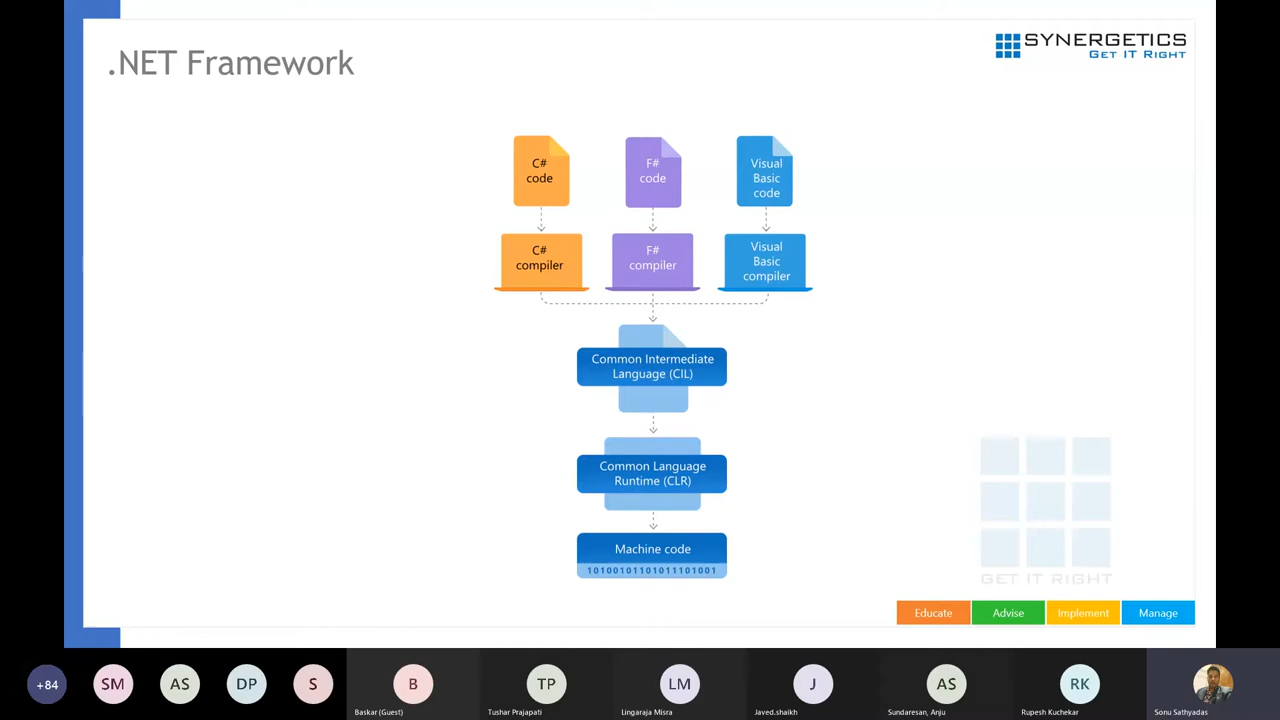 .NET Framework
SYNERGETICS
GET IT RIGHT
C#
code
F#
code
Visual
Basic
code
C#
compiler
F#
compiler
Visual
Basic
compiler
Common Intermediate
Language (CIL)
Common Language
Runtime (CLR)
Machine code
10100101101011101001
GET IT RIGHT
Educate
Advise
Implement
Manage
+84
SM
AS
DP
S
B
TP
LM
J
AS
RK
Baskar (Guest)
Tushar Prajapati
Lingaraja Misra
Javed.shaikh
Sundaresan, Anju
Rupesh Kuchekar
Sonu Sathyadas